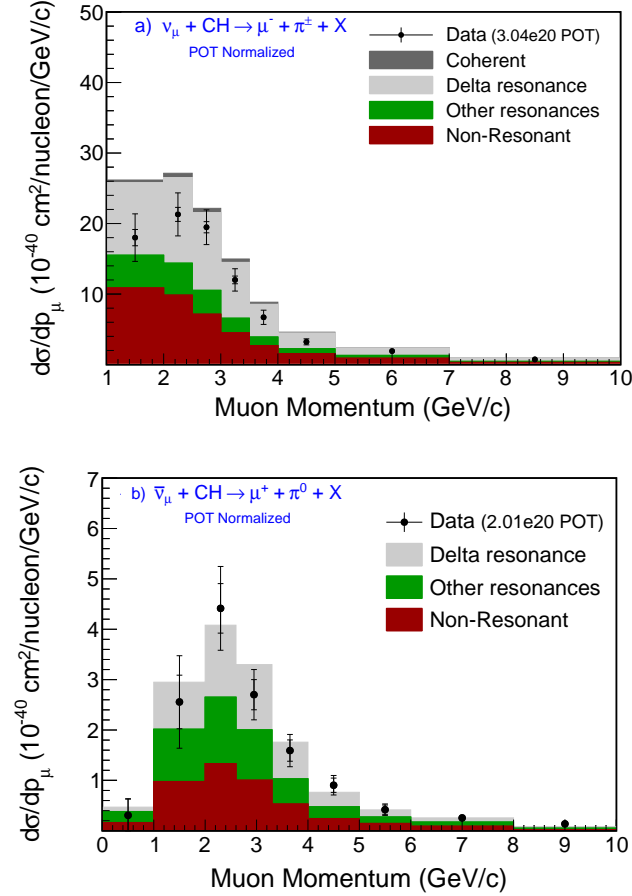 a) ν_μ + CH → μ⁻ + π^± + X
POT Normalized
Data (3.04e20 POT)
Coherent
Delta resonance
Other resonances
Non-Resonant
dσ/dp_μ (10⁻⁴⁰ cm²/nucleon/GeV/c)
50
40
30
20
10
1 2 3 4 5 6 7 8 9 10
Muon Momentum (GeV/c)
b) ν̅_μ + CH → μ⁺ + π⁰ + X
POT Normalized
Data (2.01e20 POT)
Delta resonance
Other resonances
Non-Resonant
dσ/dp_μ (10⁻⁴⁰ cm²/nucleon/GeV/c)
7
6
5
4
3
2
1
0 1 2 3 4 5 6 7 8 9 10
Muon Momentum (GeV/c)